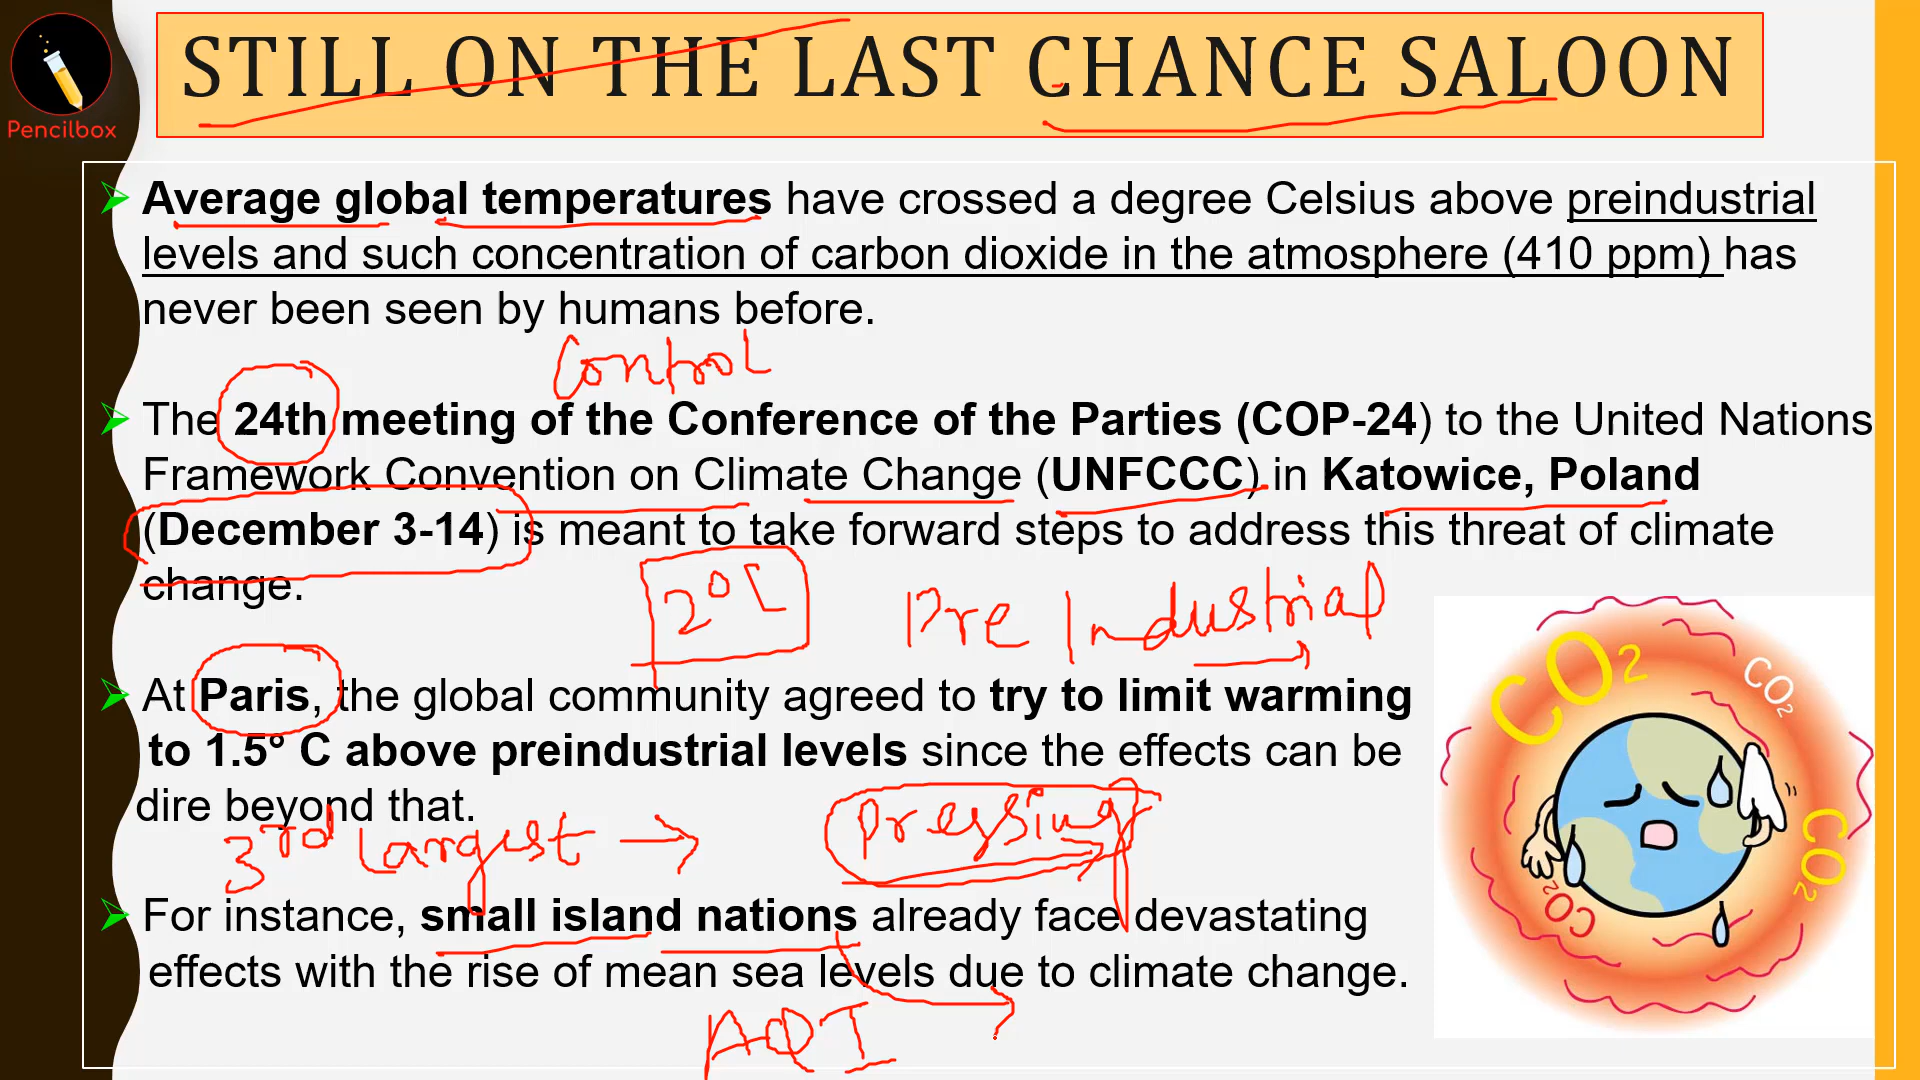 Pencilbox
STILL ON THE LAST CHANCE SALOON
Average global temperatures have crossed a degree Celsius above preindustrial
levels and such concentration of carbon dioxide in the atmosphere (410 ppm) has
never been seen by humans before.
Control
The 24th meeting of the Conference of the Parties (COP-24) to the United Nations
Framework Convention on Climate Change (UNFCCC) in Katowice, Poland
(December 3-14) is meant to take forward steps to address this threat of climate
change.
2°C Pre Industrial
At Paris, the global community agreed to try to limit warming
to 1.5° C above preindustrial levels since the effects can be
dire beyond that.
3rd largest → pressing
For instance, small island nations already face devastating
effects with the rise of mean sea levels due to climate change.
CO2
CO2
CO2
CO2